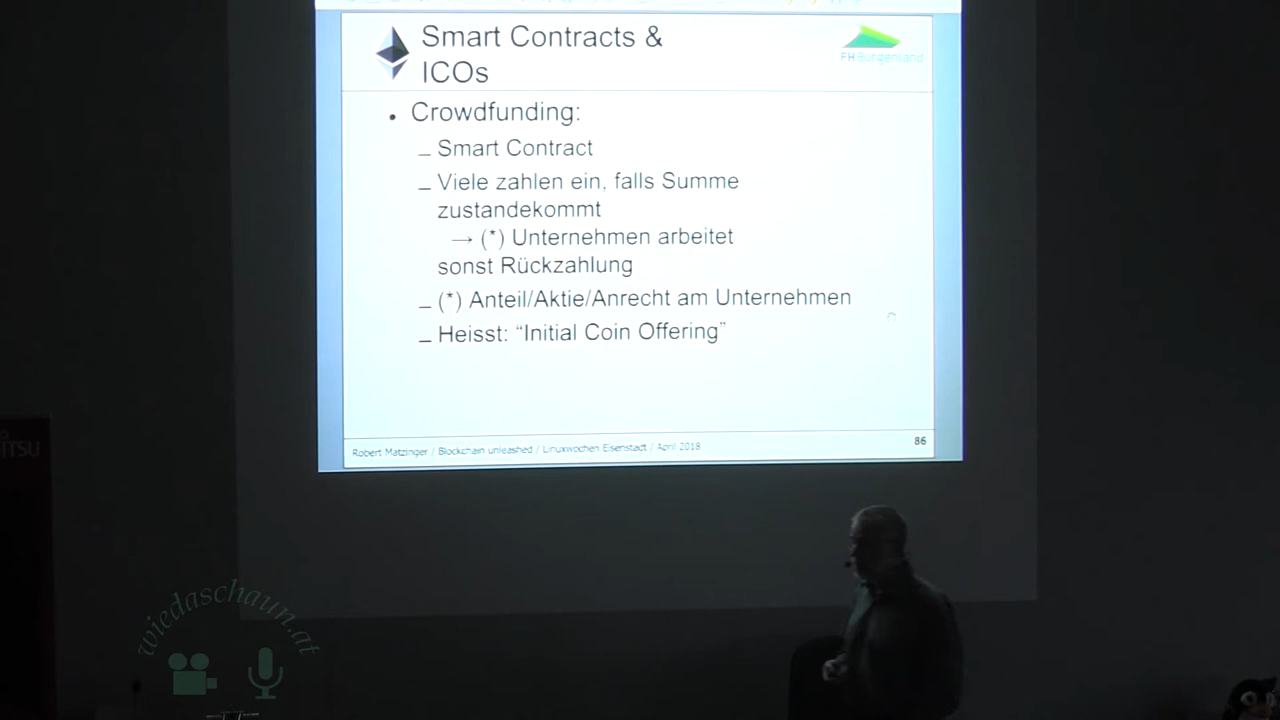 Smart Contracts &
ICOs
FH Burgenland
• Crowdfunding:
– Smart Contract
– Viele zahlen ein, falls Summe
zustandekommt
→ (*) Unternehmen arbeitet
sonst Rückzahlung
– (*) Anteil/Aktie/Anrecht am Unternehmen
– Heisst: “Initial Coin Offering”
Robert Matzinger / Blockchain unleashed / Linuxwochen Eisenstadt / April 2018
86
ITSU
wiedaschaun.at